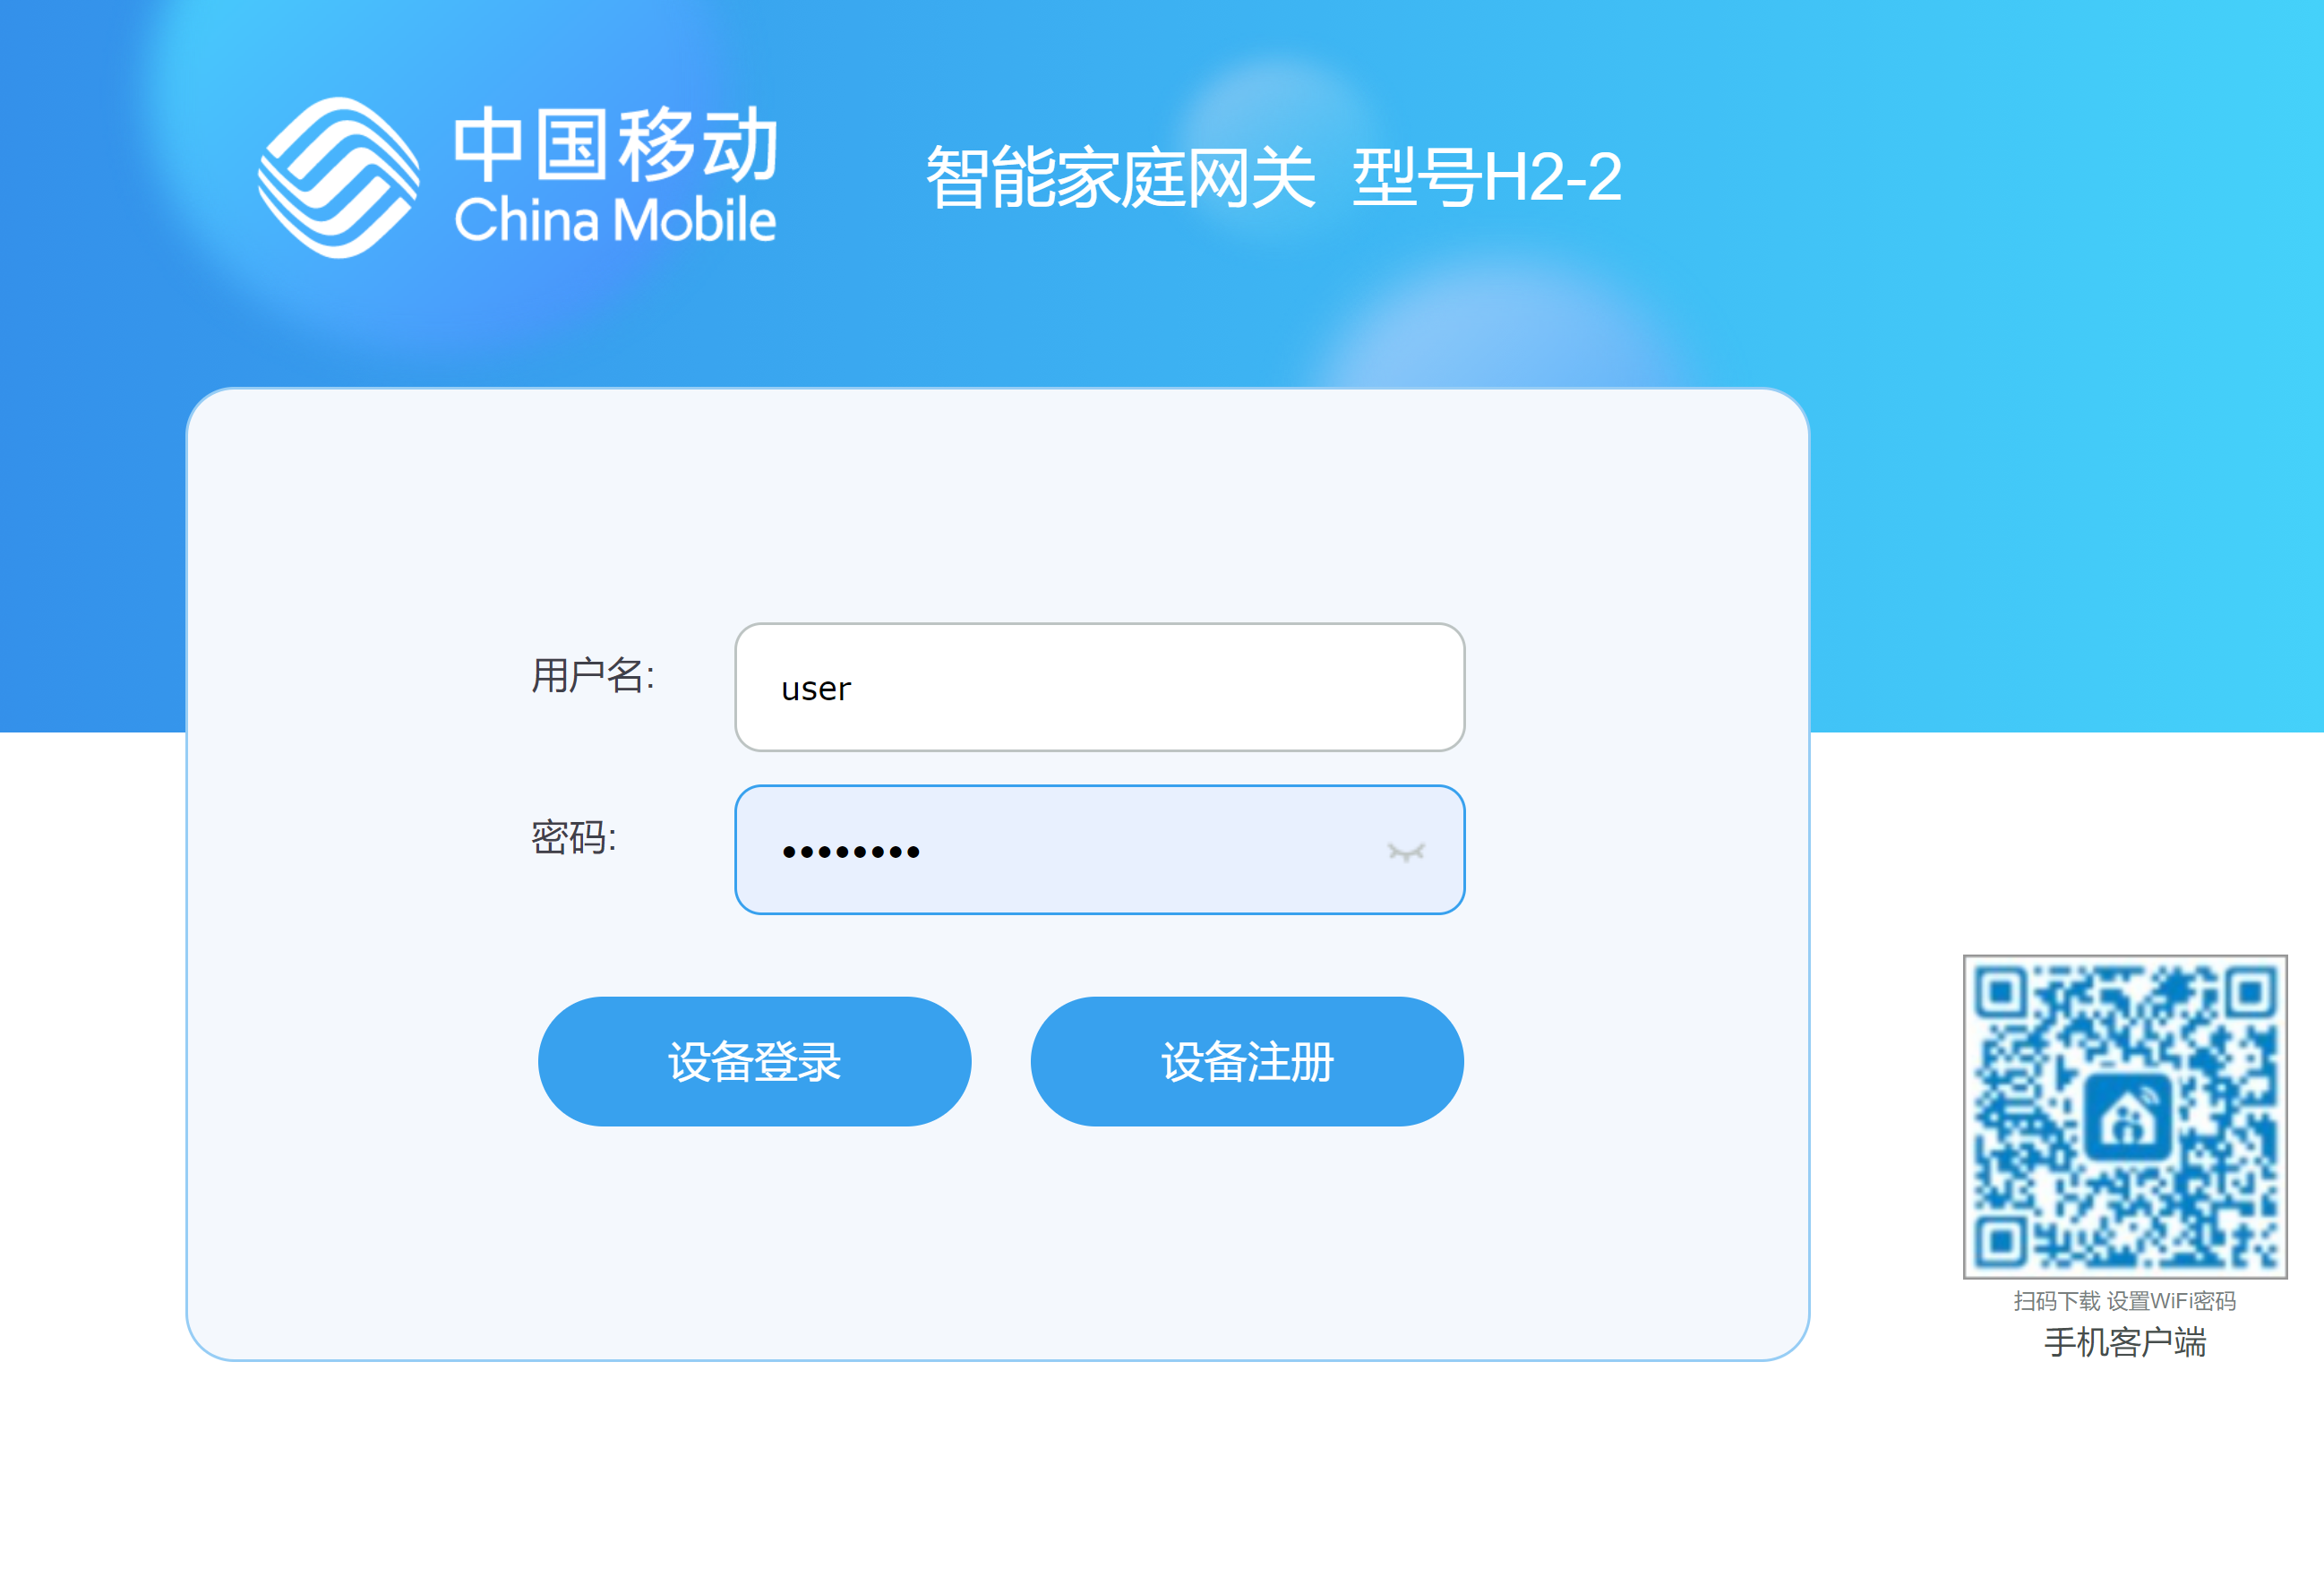 中国移动
China Mobile
智能家庭网关 型号H2-2
用户名:
user
密码:
••••••••
设备登录
设备注册
扫码下载 设置WiFi密码
手机客户端